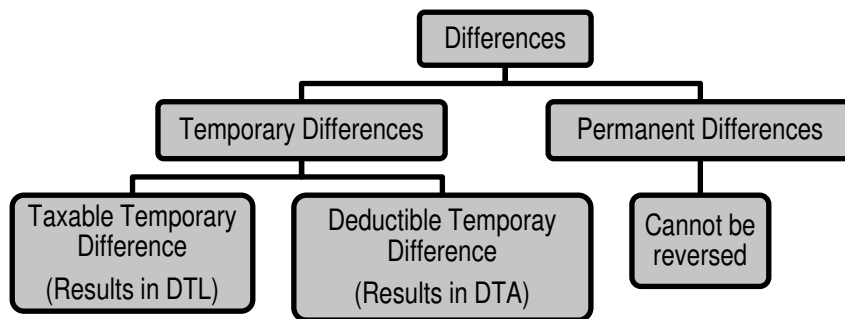 Differences
Temporary Differences
Permanent Differences
Taxable Temporary
Difference
(Results in DTL)
Deductible Temporay
Difference
(Results in DTA)
Cannot be
reversed